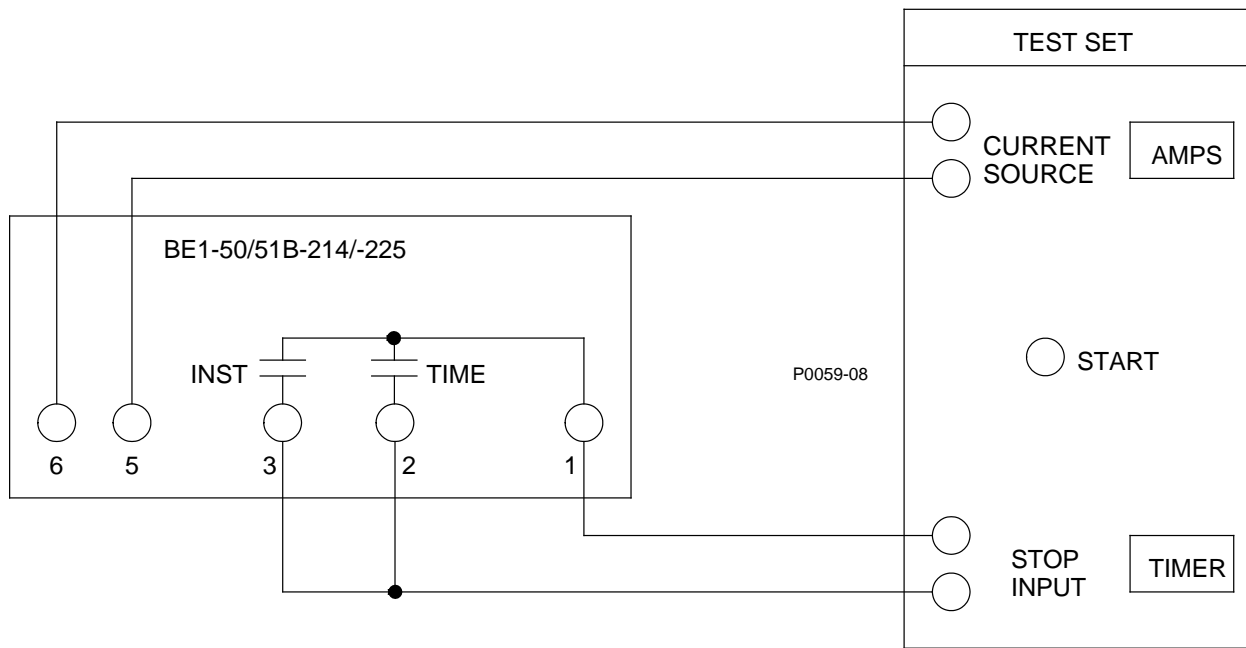 TEST SET
CURRENT
SOURCE
AMPS
BE1-50/51B-214/-225
INST
TIME
P0059-08
START
6
5
3
2
1
STOP
INPUT
TIMER